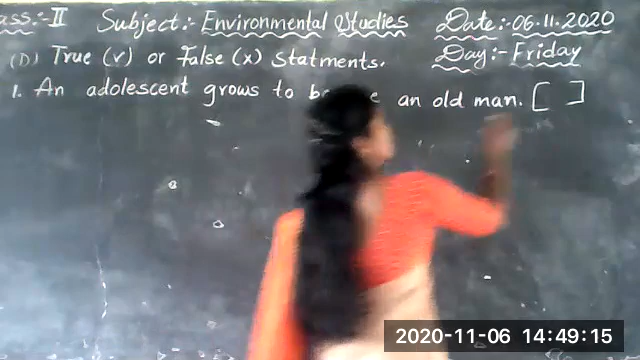 ass:-II Subject:- Environmental Studies Date:-06.11.2020
(D) True (v) or False (x) Statments. Day:-Friday
1. An adolescent grows to an old man. [ ]
2020-11-06 14:49:15